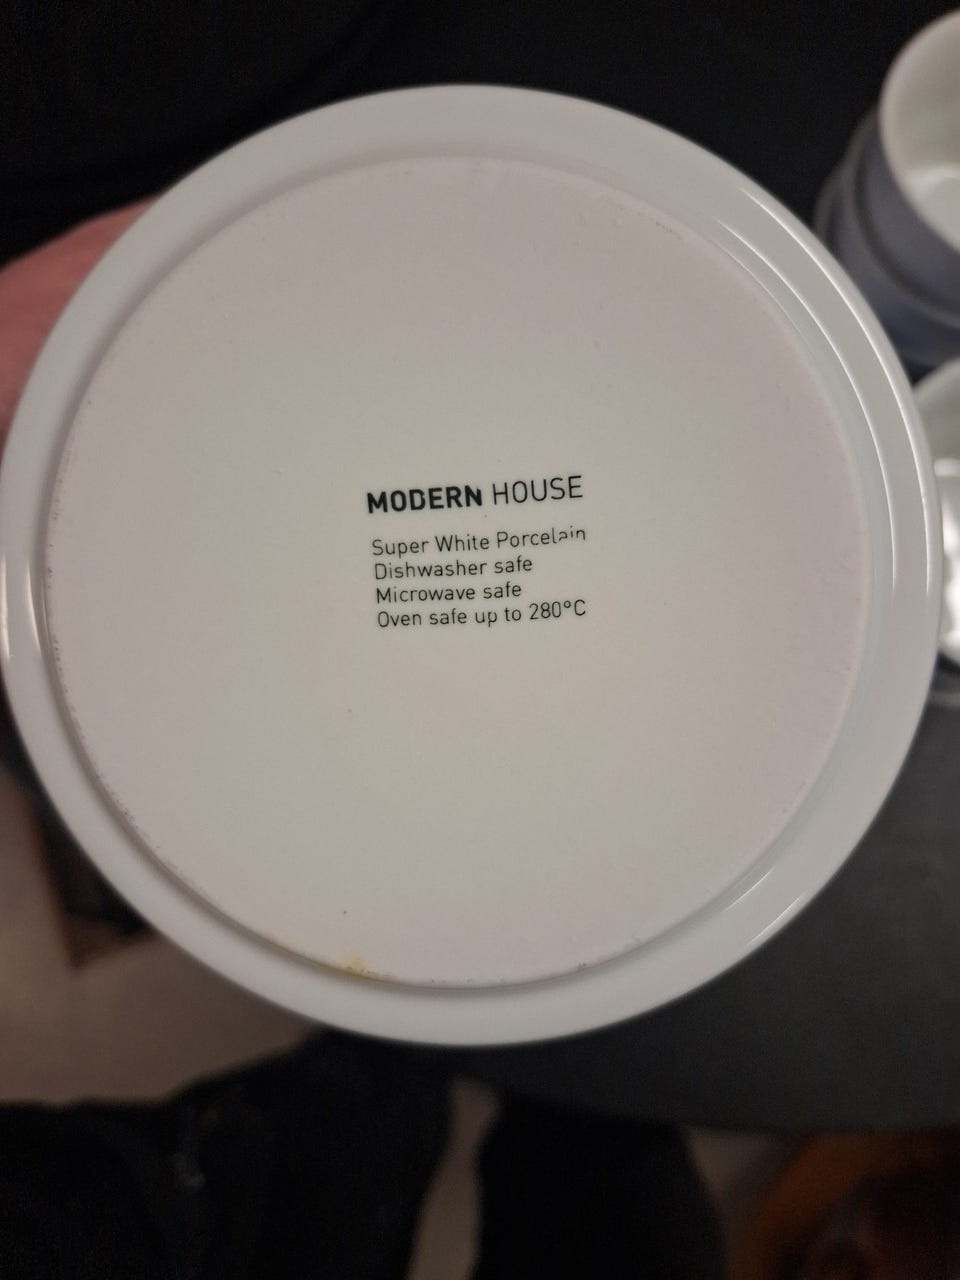 MODERN HOUSE
Super White Porcelain
Dishwasher safe
Microwave safe
Oven safe up to 280°C